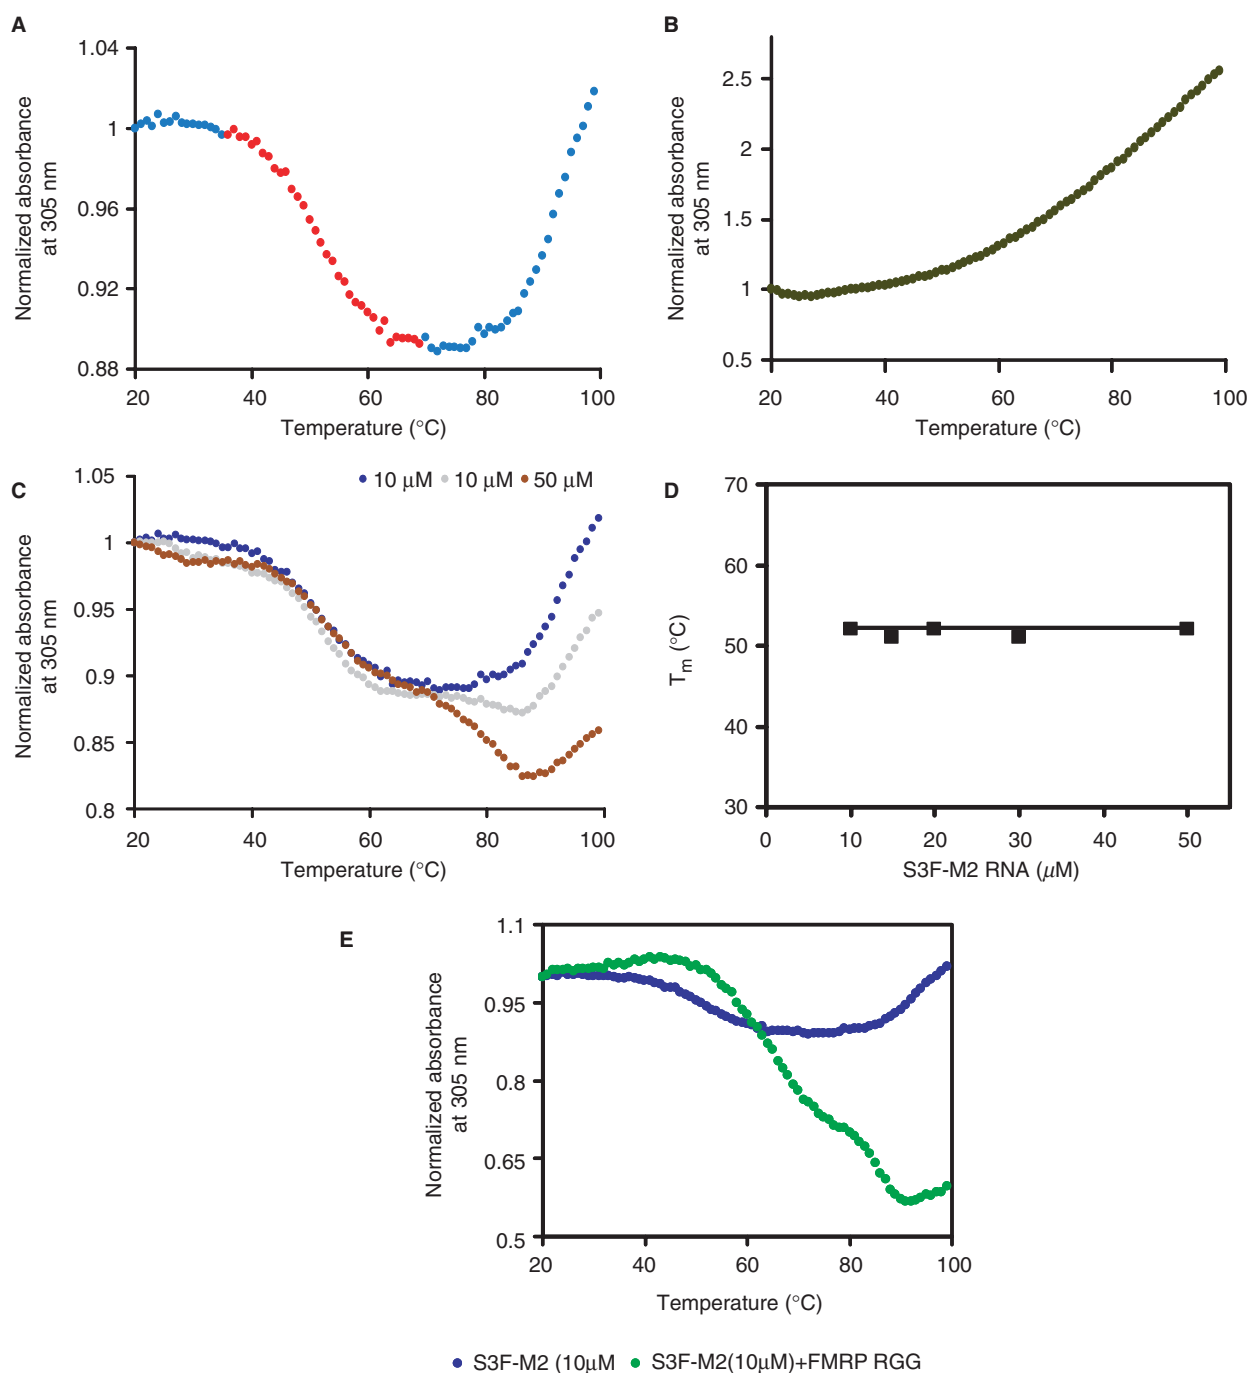 A
1.04
1
0.96
0.92
0.88
20 40 60 80 100
Temperature (°C)
Normalized absorbance
at 305 nm
B
2.5
2
1.5
1
0.5
20 40 60 80 100
Temperature (°C)
Normalized absorbance
at 305 nm
C
10 μM 10 μM 50 μM
1.05
1
0.95
0.9
0.85
0.8
20 40 60 80 100
Temperature (°C)
Normalized absorbance
at 305 nm
D
70
60
50
40
30
0 10 20 30 40 50
S3F-M2 RNA (μM)
Tm (°C)
E
1.1
0.95
0.8
0.65
0.5
20 40 60 80 100
Temperature (°C)
Normalized absorbance
at 305 nm
S3F-M2 (10μM S3F-M2(10μM)+FMRP RGG